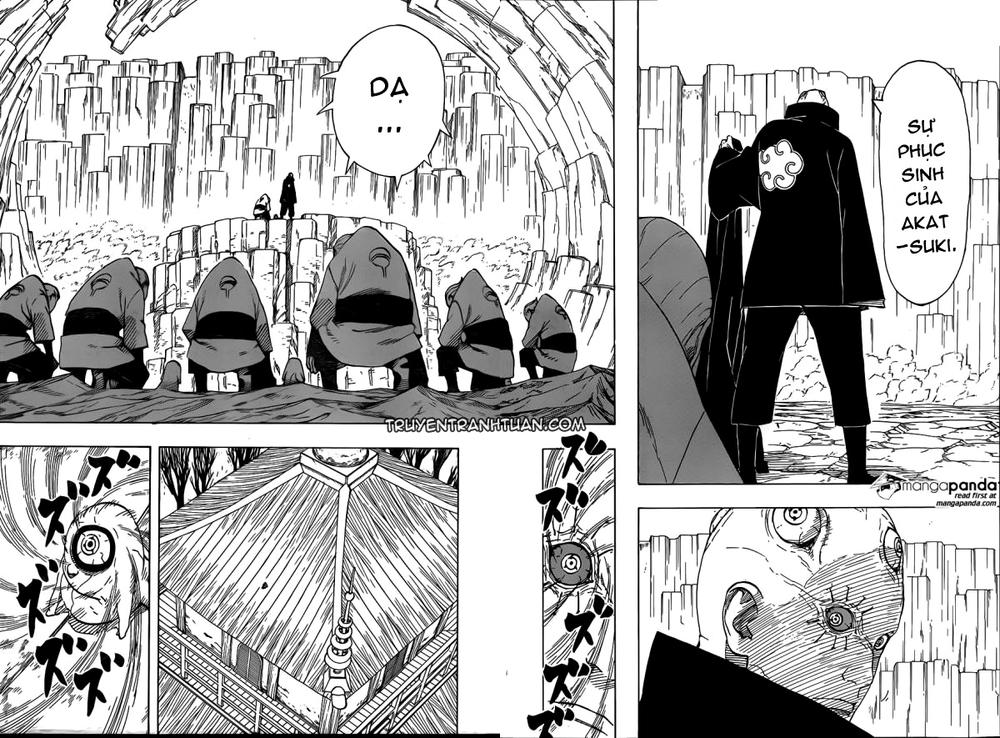 SỰ
PHỤC
SINH
CỦA
AKAT
-SUKI.
DẠ
...
TRUYENTRANHTUAN.COM
mangapanda
read first at
mangapanda.com
ズズズ
ズズ
ズズズ
ズズ